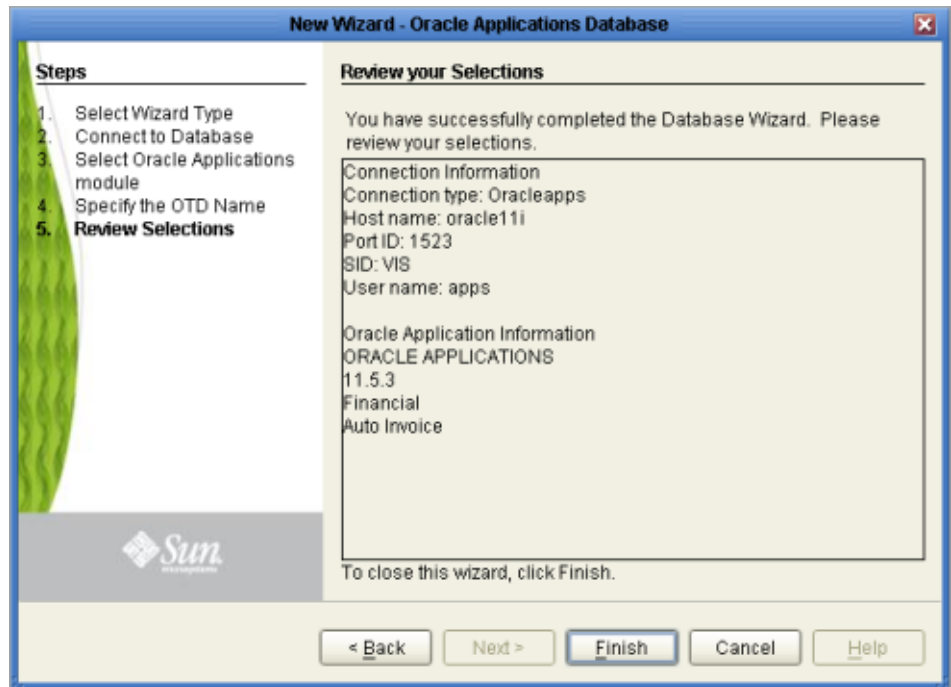 New Wizard - Oracle Applications Database
Steps
1. Select Wizard Type
2. Connect to Database
3. Select Oracle Applications
module
4. Specify the OTD Name
5. Review Selections
Sun
microsystems
Review your Selections
You have successfully completed the Database Wizard. Please
review your selections.
Connection Information
Connection type: Oracleapps
Host name: oracle11i
Port ID: 1523
SID: VIS
User name: apps
Oracle Application Information
ORACLE APPLICATIONS
11.5.3
Financial
Auto Invoice
To close this wizard, click Finish.
< Back
Next >
Finish
Cancel
Help